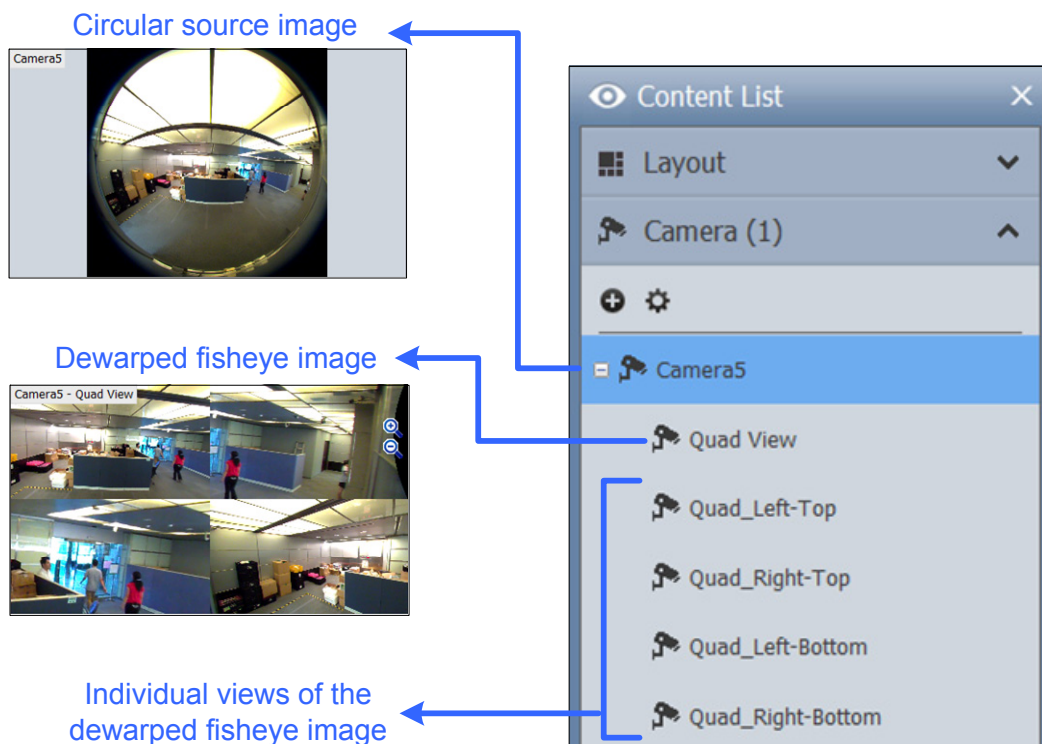 Circular source image
Camera5
Content List
Layout
Camera (1)
Dewarped fisheye image
Camera5
Camera5 - Quad View
Quad View
Quad_Left-Top
Quad_Right-Top
Quad_Left-Bottom
Individual views of the
dewarped fisheye image
Quad_Right-Bottom